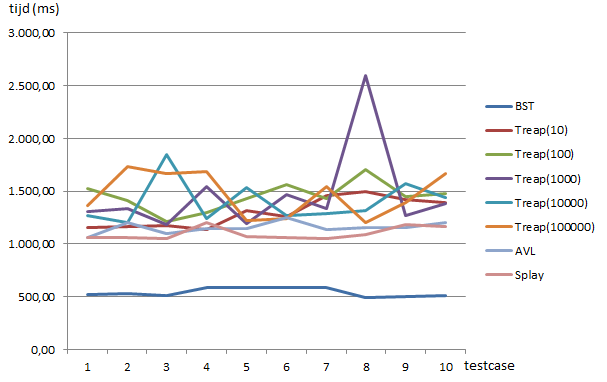 tijd (ms)
3.000,00
2.500,00
2.000,00
1.500,00
1.000,00
500,00
0,00
1 2 3 4 5 6 7 8 9 10 testcase
BST
Treap(10)
Treap(100)
Treap(1000)
Treap(10000)
Treap(100000)
AVL
Splay